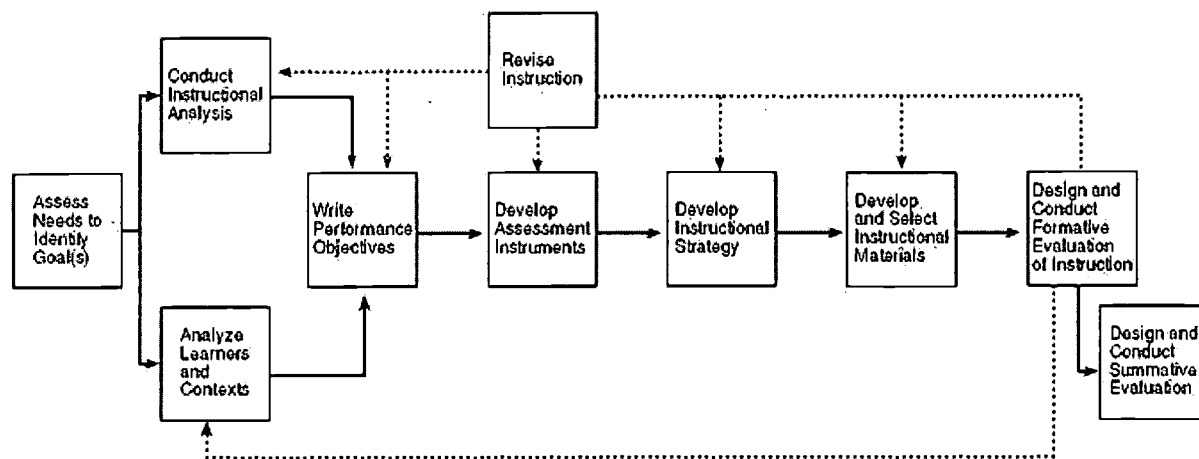 Assess
Needs to
Identify
Goal(s)
Conduct
Instructional
Analysis
Analyze
Learners
and
Contexts
Revise
Instruction
Write
Performance
Objectives
Develop
Assessment
Instruments
Develop
Instructional
Strategy
Develop
and Select
Instructional
Materials
Design and
Conduct
Formative
Evaluation
of Instruction
Design and
Conduct
Summative
Evaluation